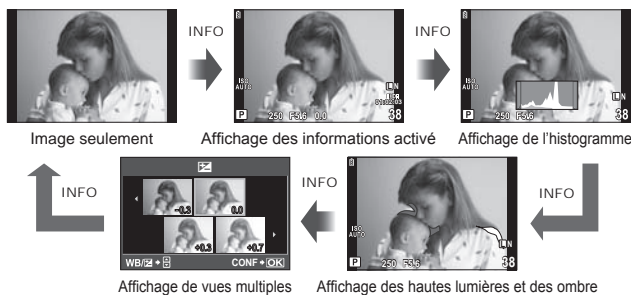 INFO
INFO
ISO
AUTO
L N
01:02:03
P 250 F5.6 0.0 38
ISO
AUTO
L N
P 250 F5.6 38
Image seulement
Affichage des informations activé
Affichage de l'histogramme
INFO
INFO
INFO
-0.3 0.0
+0.3 +0.7
WB/ CONF OK
ISO
AUTO
L N
P 250 F5.6 38
Affichage de vues multiples
Affichage des hautes lumières et des ombre